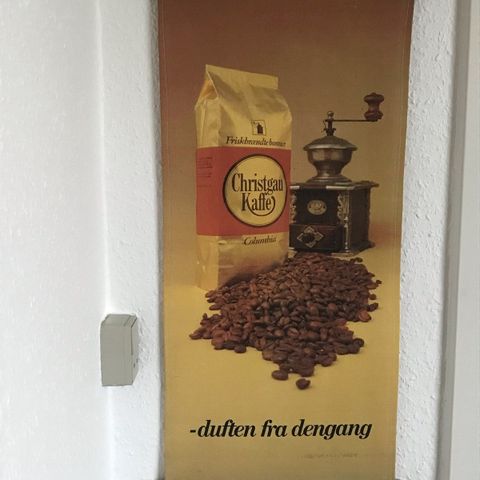 Friskbrændte bønner
Christgau
Kaffe
Columbia
-duften fra dengang